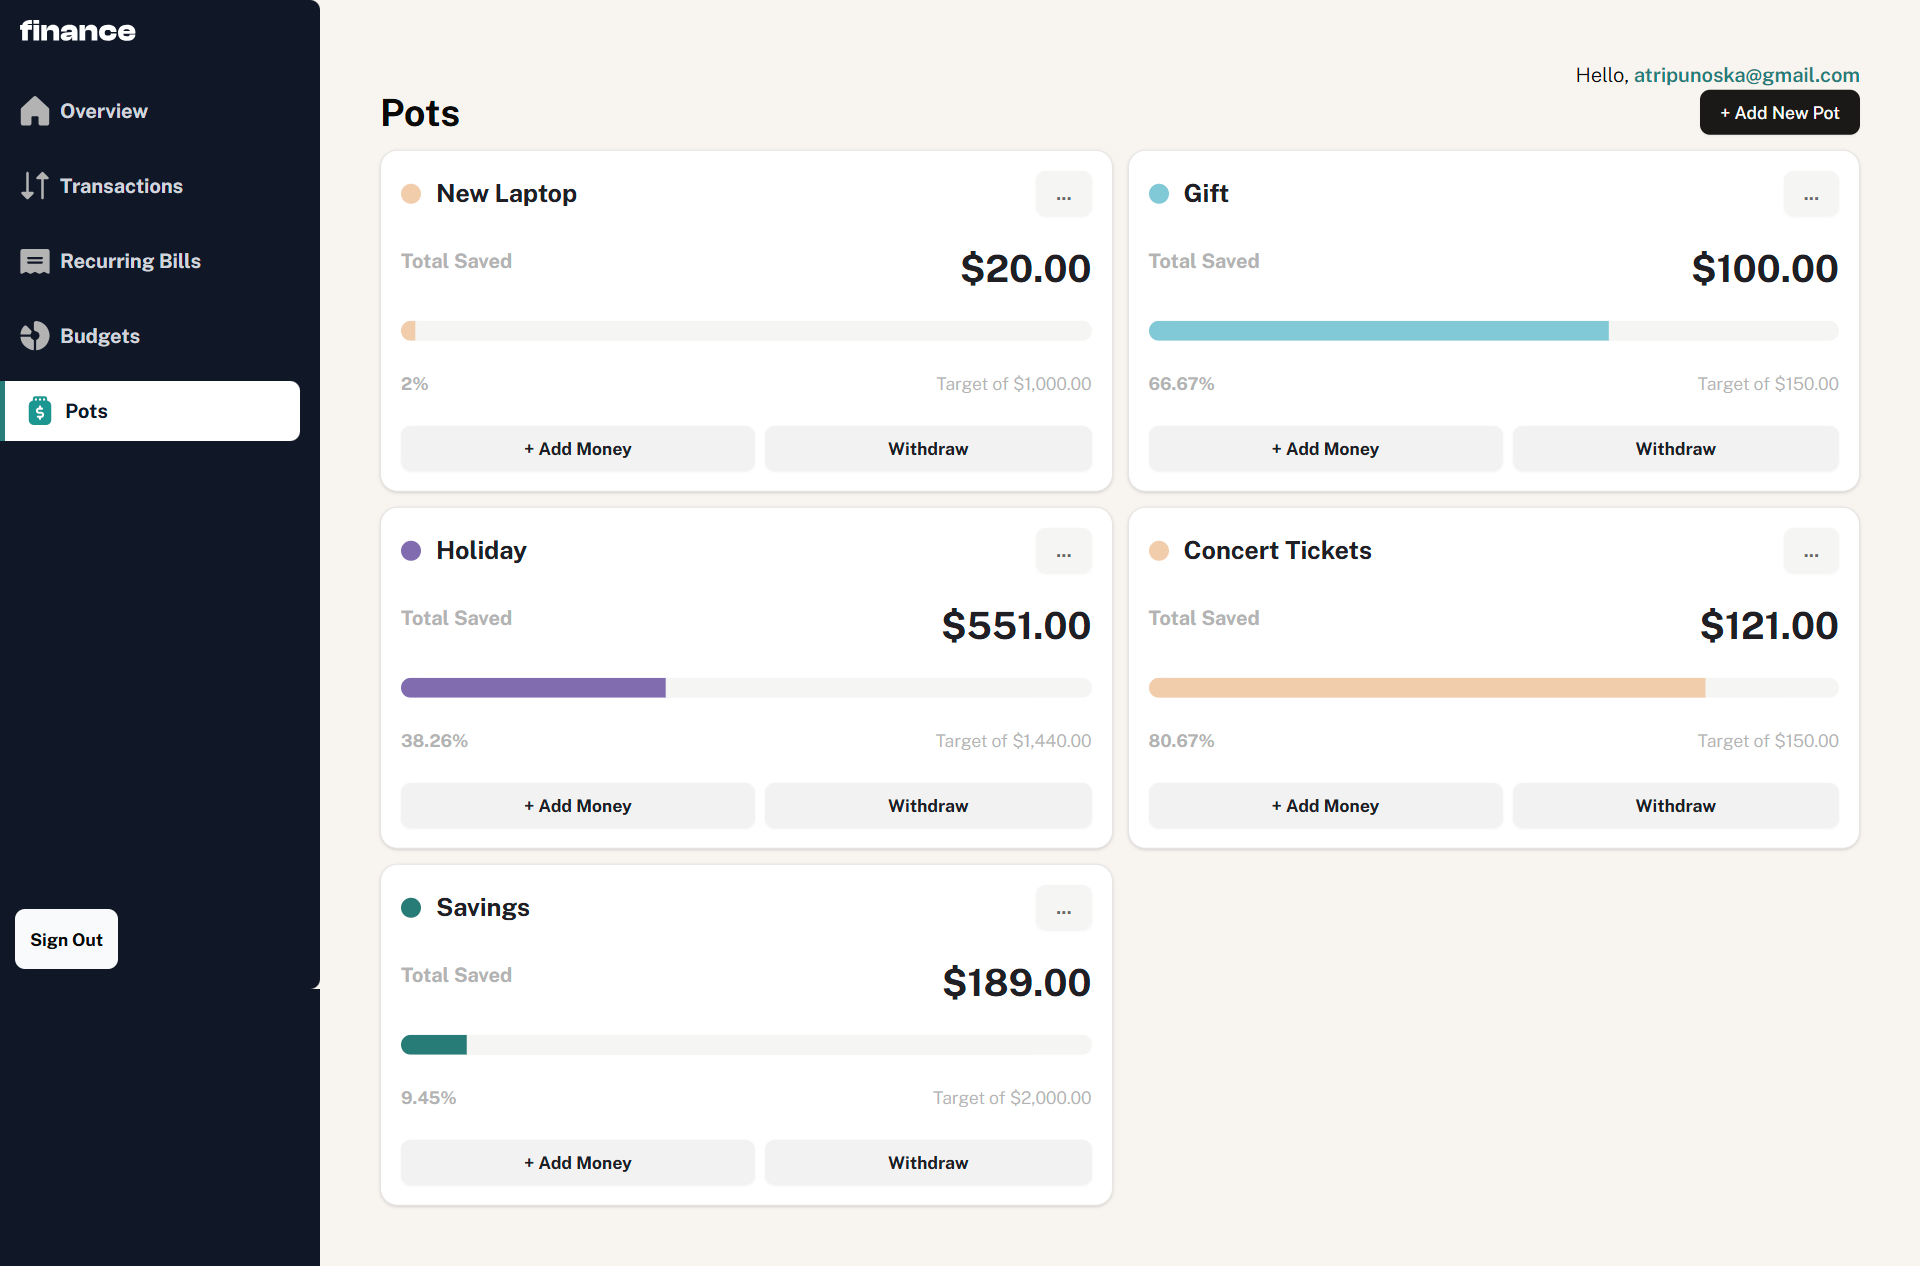 finance
Overview
Transactions
Recurring Bills
Budgets
Pots
Sign Out
Hello, atripunoska@gmail.com
Pots
+ Add New Pot
New Laptop
...
Total Saved
$20.00
2%
Target of $1,000.00
+ Add Money
Withdraw
Gift
...
Total Saved
$100.00
66.67%
Target of $150.00
+ Add Money
Withdraw
Holiday
...
Total Saved
$551.00
38.26%
Target of $1,440.00
+ Add Money
Withdraw
Concert Tickets
...
Total Saved
$121.00
80.67%
Target of $150.00
+ Add Money
Withdraw
Savings
...
Total Saved
$189.00
9.45%
Target of $2,000.00
+ Add Money
Withdraw